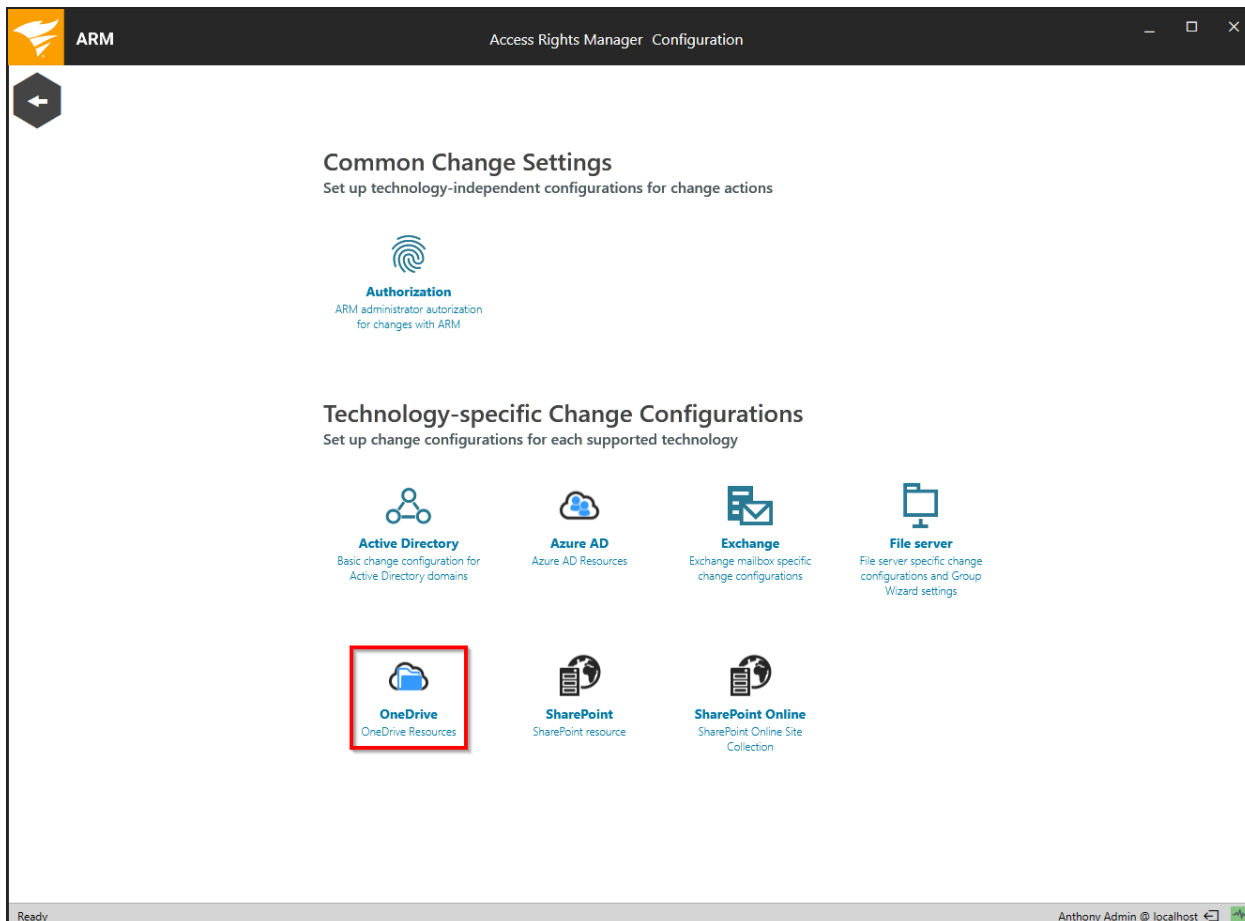 ARM
Access Rights Manager Configuration
Common Change Settings
Set up technology-independent configurations for change actions
Authorization
ARM administrator autorization
for changes with ARM
Technology-specific Change Configurations
Set up change configurations for each supported technology
Active Directory
Basic change configuration for
Active Directory domains
Azure AD
Azure AD Resources
Exchange
Exchange mailbox specific
change configurations
File server
File server specific change
configurations and Group
Wizard settings
OneDrive
OneDrive Resources
SharePoint
SharePoint resource
SharePoint Online
SharePoint Online Site
Collection
Ready
Anthony Admin @ localhost